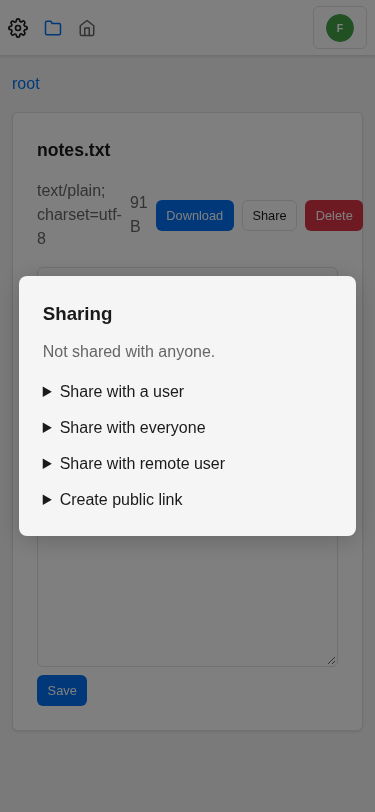 F
root
notes.txt
text/plain;
charset=utf-
8
91
B
Download
Share
Delete
Sharing
Not shared with anyone.
Share with a user
Share with everyone
Share with remote user
Create public link
Save